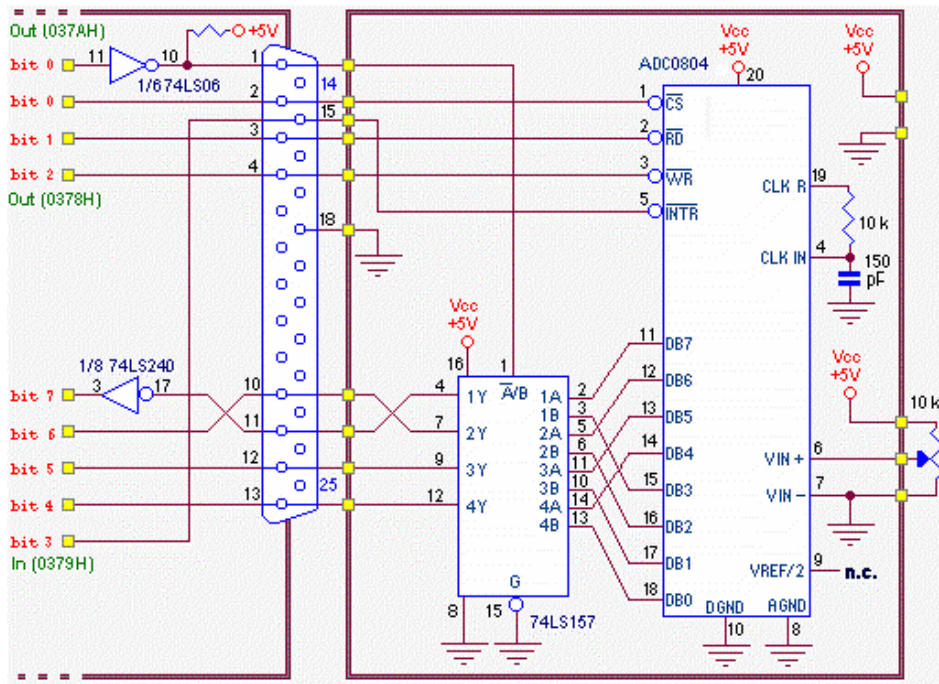 Out (037AH)
+5V
bit 0
11
10
1/6 74LS06
1
14
bit 0
2
15
bit 1
3
bit 2
4
Out (0378H)
18
1/8 74LS240
bit 7
3
17
10
bit 6
11
bit 5
12
25
bit 4
13
bit 3
In (0379H)
Vcc
+5V
16
1
4
1Y
A/B
1A
2
1B
3
7
2Y
2A
5
2B
6
9
3Y
3A
11
3B
10
12
4Y
4A
14
4B
13
G
8
15
74LS157
ADC0804
Vcc
+5V
20
Vcc
+5V
1
CS
2
RD
3
WR
5
INTR
19
CLK R
10 k
4
CLK IN
150
pF
11
DB7
12
DB6
13
DB5
14
DB4
15
DB3
16
DB2
17
DB1
18
DB0
Vcc
+5V
10 k
6
VIN +
7
VIN -
9
VREF/2
n.c.
DGND
AGND
10
8